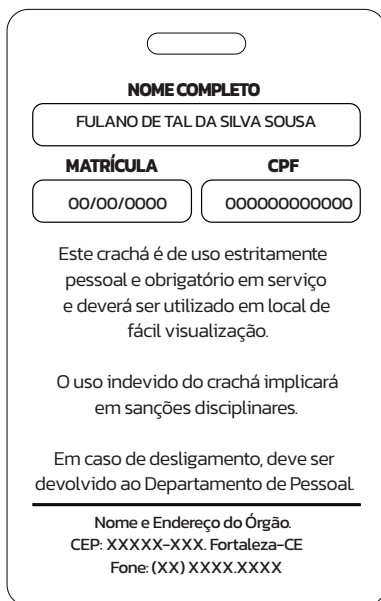 NOME COMPLETO
FULANO DE TAL DA SILVA SOUSA
MATRÍCULA CPF
00/00/0000 000000000000
Este crachá é de uso estritamente
pessoal e obrigatório em serviço
e deverá ser utilizado em local de
fácil visualização.
O uso indevido do crachá implicará
em sanções disciplinares.
Em caso de desligamento, deve ser
devolvido ao Departamento de Pessoal.
Nome e Endereço do Órgão.
CEP: XXXXX-XXX. Fortaleza-CE
Fone: (XX) XXXX.XXXX